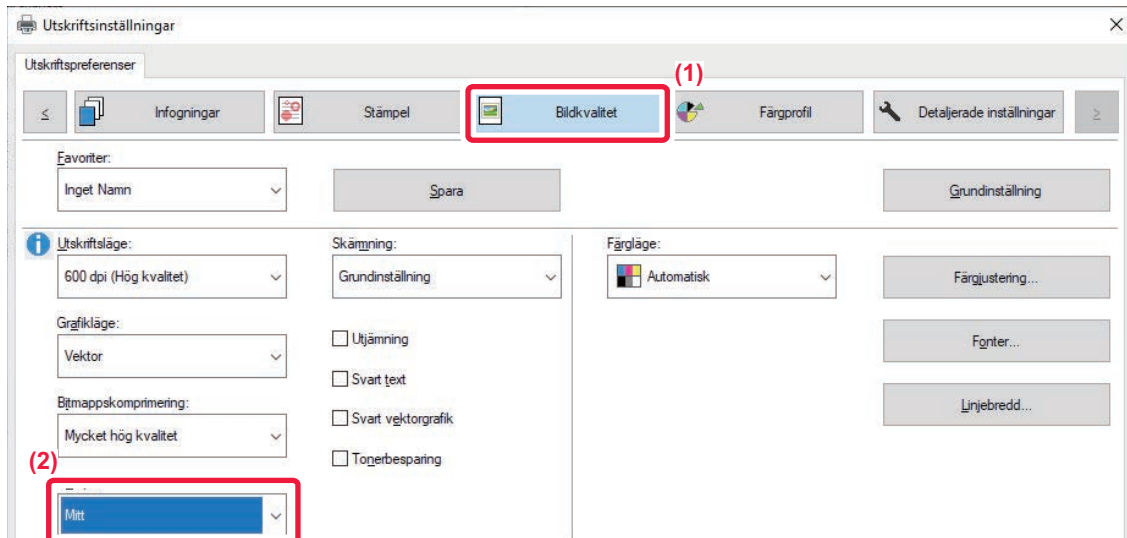 Utskriftsinställningar
Utskriftspreferenser
(1)
≤ Infogningar Stämpel Bildkvalitet Färgprofil Detaljerade inställningar ≥
Favoriter:
Inget Namn Spara Grundinställning
Utskriftsläge: Skämning: Färgläge:
600 dpi (Hög kvalitet) Grundinställning Automatisk Färgjustering...
Grafikläge:
Vektor Utjämning Fonter...
Svart text
Bitmappskomprimering:
Mycket hög kvalitet Svart vektorgrafik Linjebredd...
Tonerbesparing
(2)
Mitt